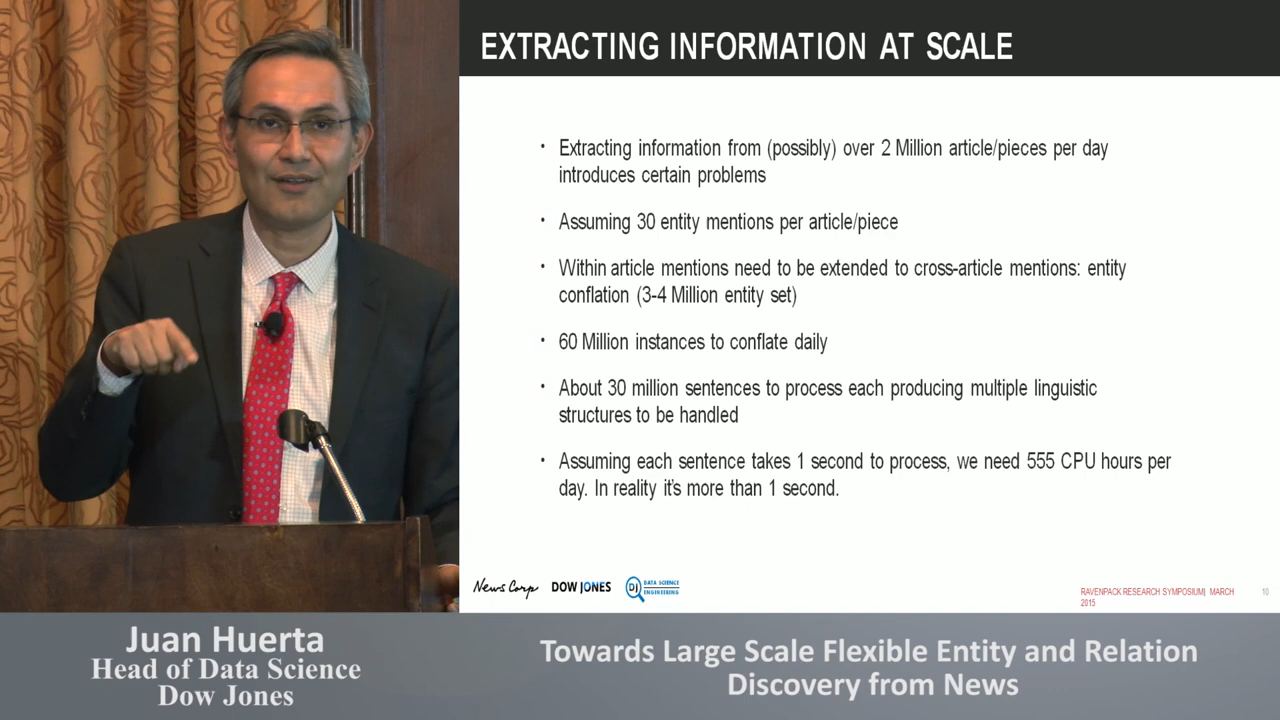 EXTRACTING INFORMATION AT SCALE
• Extracting information from (possibly) over 2 Million article/pieces per day
introduces certain problems
• Assuming 30 entity mentions per article/piece
• Within article mentions need to be extended to cross-article mentions: entity
conflation (3-4 Million entity set)
• 60 Million instances to conflate daily
• About 30 million sentences to process each producing multiple linguistic
structures to be handled
• Assuming each sentence takes 1 second to process, we need 555 CPU hours per
day. In reality it's more than 1 second.
News Corp DOW JONES DJ DATA SCIENCE
ENGINEERING
RAVENPACK RESEARCH SYMPOSIUM| MARCH
2015
10
Juan Huerta
Head of Data Science
Dow Jones
Towards Large Scale Flexible Entity and Relation
Discovery from News